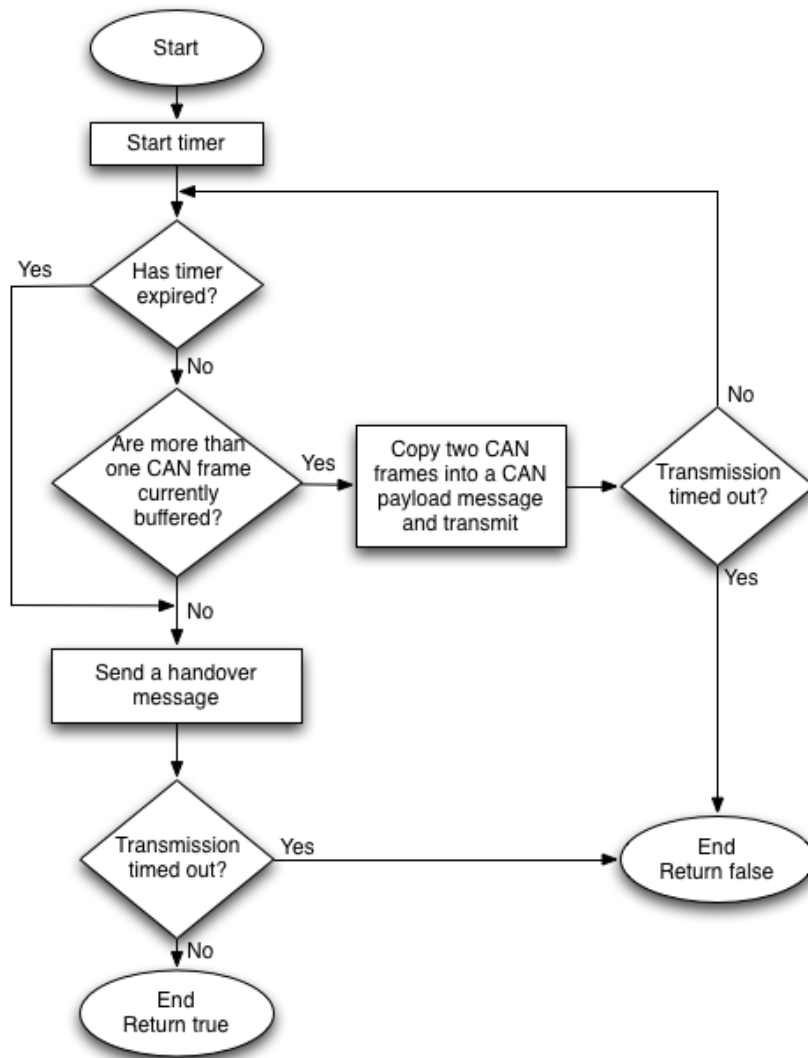 Start
Start timer
Yes
Has timer
expired?
No
Are more than
one CAN frame
currently
buffered?
Yes
Copy two CAN
frames into a CAN
payload message
and transmit
No
Transmission
timed out?
Yes
No
Send a handover
message
Transmission
timed out?
Yes
End
Return false
No
End
Return true